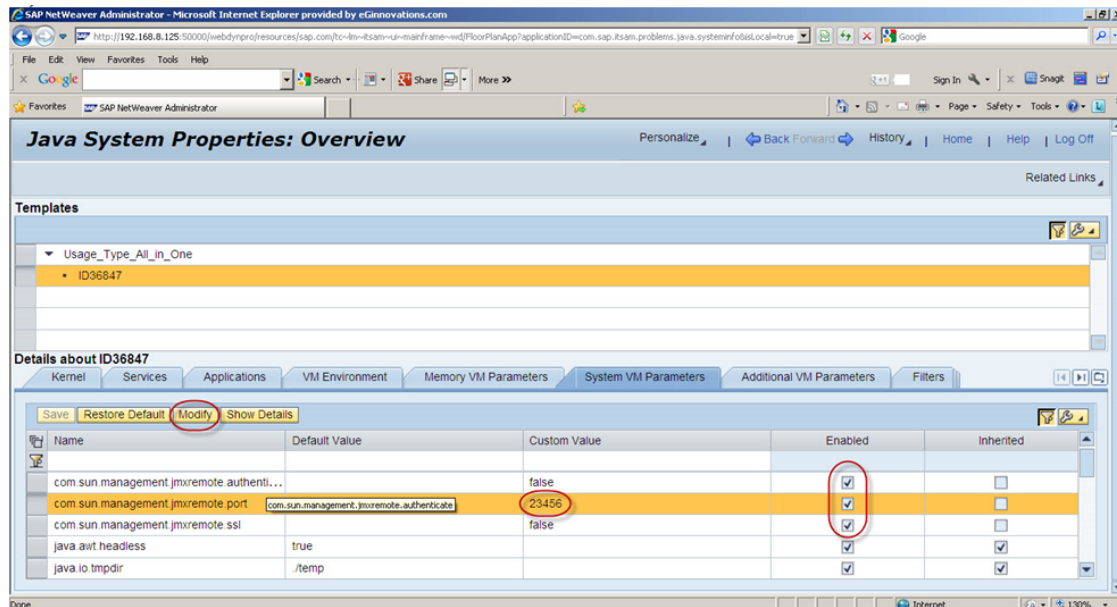 SAP NetWeaver Administrator - Microsoft Internet Explorer provided by eGinnovations.com
http://192.168.8.125:50000/webdynpro/resources/sap.com/tc~lm~itsam~ui~mainframe~wd/FloorPlanApp?applicationID=com.sap.itsam.problems.java.systeminfo&isLocal=true
Google
File Edit View Favorites Tools Help
x Google Search Share More » Sign In x Snagit
Favorites SAP NetWeaver Administrator Page Safety Tools
Java System Properties: Overview
Personalize | Back Forward History | Home | Help | Log Off
Related Links
Templates
Usage_Type_All_in_One
ID36847
Details about ID36847
Kernel Services Applications VM Environment Memory VM Parameters System VM Parameters Additional VM Parameters Filters
Save Restore Default Modify Show Details
Name Default Value Custom Value Enabled Inherited
com.sun.management.jmxremote.authenti... false
com.sun.management.jmxremote.port com.sun.management.jmxremote.authenticate 23456
com.sun.management.jmxremote.ssl false
java.awt.headless true
java.io.tmpdir ./temp
Done Internet 130%